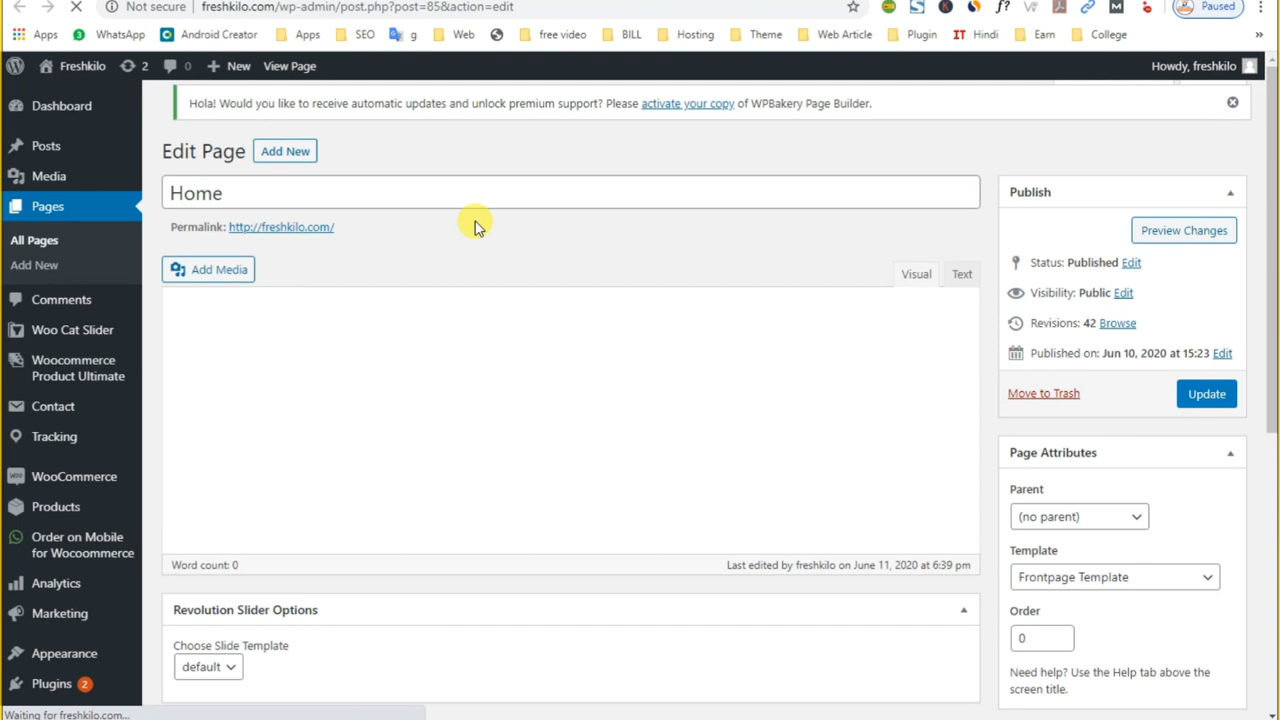 Not secure freshkilo.com/wp-admin/post.php?post=85&action=edit Paused
Apps WhatsApp Android Creator Apps SEO g Web free video BILL Hosting Theme Web Article Plugin IT Hindi Earn College »
Freshkilo 2 0 New View Page Howdy, freshkilo
Hola! Would you like to receive automatic updates and unlock premium support? Please activate your copy of WPBakery Page Builder.
Dashboard
Posts
Media
Pages
All Pages
Add New
Comments
Woo Cat Slider
Woocommerce
Product Ultimate
Contact
Tracking
WooCommerce
Products
Order on Mobile
for Wocoommerce
Analytics
Marketing
Appearance
Plugins 2
Edit Page Add New
Home
Permalink: http://freshkilo.com/
Add Media
Visual Text
Word count: 0 Last edited by freshkilo on June 11, 2020 at 6:39 pm
Revolution Slider Options
Choose Slide Template
default
Publish
Preview Changes
Status: Published Edit
Visibility: Public Edit
Revisions: 42 Browse
Published on: Jun 10, 2020 at 15:23 Edit
Move to Trash Update
Page Attributes
Parent
(no parent)
Template
Frontpage Template
Order
0
Need help? Use the Help tab above the
screen title.
Waiting for freshkilo.com...